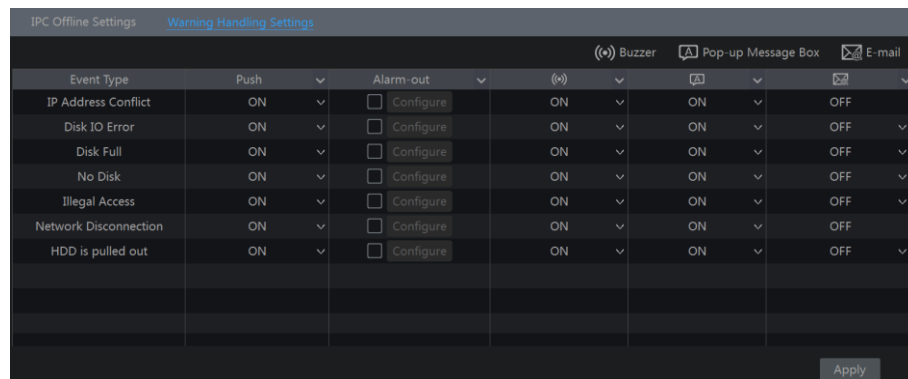 IPC Offline Settings Warning Handling Settings
Buzzer Pop-up Message Box E-mail
Event Type Push Alarm-out
IP Address Conflict ON Configure ON ON OFF
Disk IO Error ON Configure ON ON OFF
Disk Full ON Configure ON ON OFF
No Disk ON Configure ON ON OFF
Illegal Access ON Configure ON ON OFF
Network Disconnection ON Configure ON ON OFF
HDD is pulled out ON Configure ON ON OFF
Apply